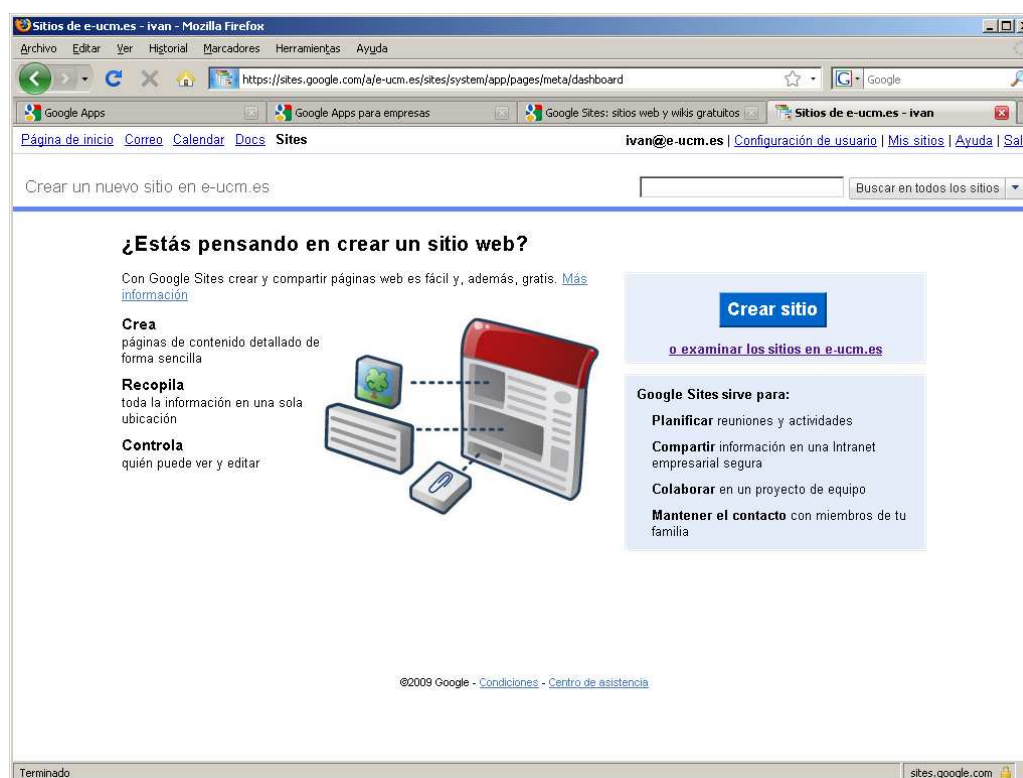 Sitios de e-ucm.es - ivan - Mozilla Firefox
Archivo Editar Ver Historial Marcadores Herramientas Ayuda
https://sites.google.com/a/e-ucm.es/sites/system/app/pages/meta/dashboard G Google
Google Apps Google Apps para empresas Google Sites: sitios web y wikis gratuitos Sitios de e-ucm.es - ivan
Página de inicio Correo Calendar Docs Sites ivan@e-ucm.es | Configuración de usuario | Mis sitios | Ayuda | Sal
Crear un nuevo sitio en e-ucm.es Buscar en todos los sitios
¿Estás pensando en crear un sitio web?
Con Google Sites crear y compartir páginas web es fácil y, además, gratis. Más
información
Crea
páginas de contenido detallado de
forma sencilla
Recopila
toda la información en una sola
ubicación
Controla
quién puede ver y editar
Crear sitio
o examinar los sitios en e-ucm.es
Google Sites sirve para:
Planificar reuniones y actividades
Compartir información en una Intranet
empresarial segura
Colaborar en un proyecto de equipo
Mantener el contacto con miembros de tu
familia
©2009 Google - Condiciones - Centro de asistencia
Terminado sites.google.com